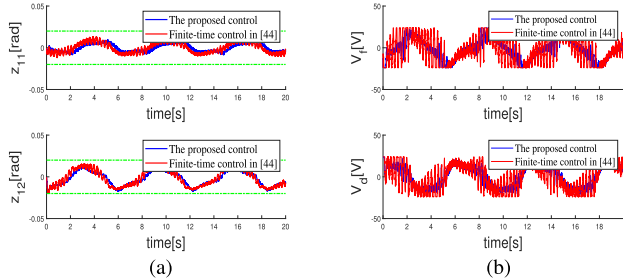 0.05
0
-0.05
z11[rad]
The proposed control
Finite-time control in [44]
0 2 4 6 8 10 12 14 16 18 20
time[s]
50
0
-50
Vf[V]
The proposed control
Finite-time control in [44]
0 2 4 6 8 10 12 14 16 18
time[s]
0.05
0
-0.05
z12[rad]
The proposed control
Finite-time control in [44]
0 2 4 6 8 10 12 14 16 18 20
time[s]
50
0
-50
Vd[V]
The proposed control
Finite-time control in [44]
0 2 4 6 8 10 12 14 16 18 20
time[s]
(a)
(b)